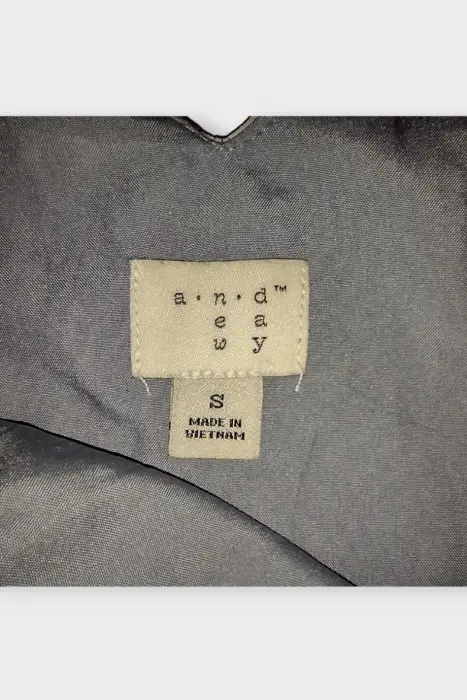 a · n · d™
e a
w y
S
MADE IN
VIETNAM